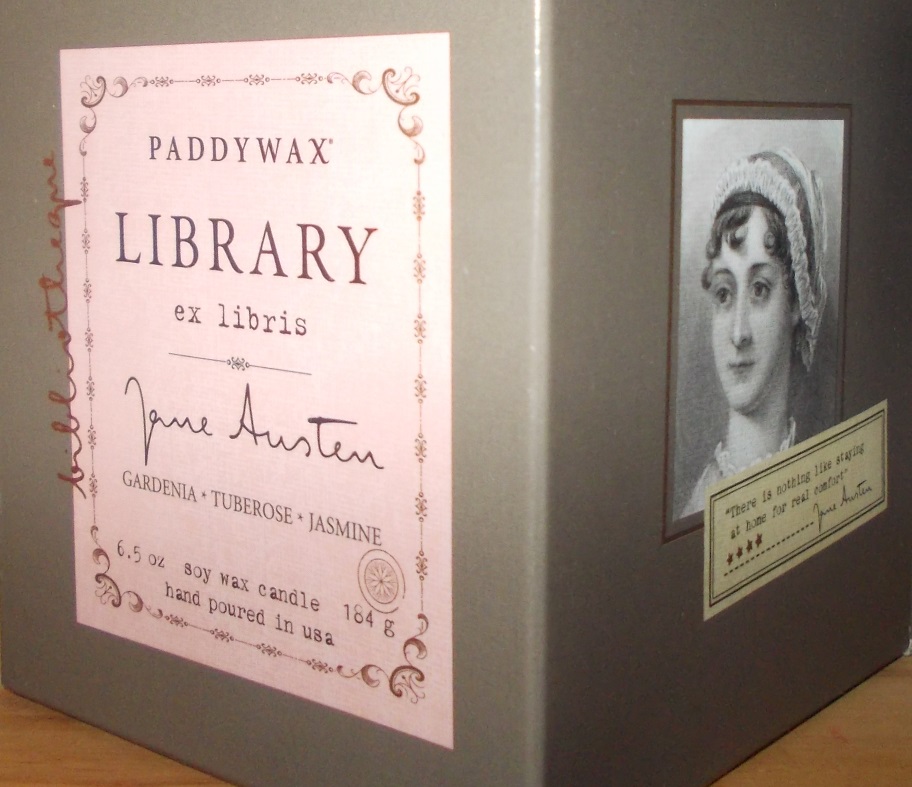 bibliotheque
PADDYWAX®
LIBRARY
ex libris
Jane Austen
GARDENIA * TUBEROSE * JASMINE
6.5 oz soy wax candle 184 g
hand poured in usa
"There is nothing like staying
at home for real comfort"
Jane Austen